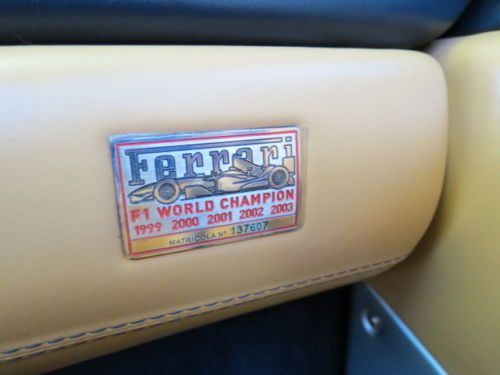 Ferrari
F1 WORLD CHAMPION
1999 2000 2001 2002 2003
MATRICOLA N° 137607